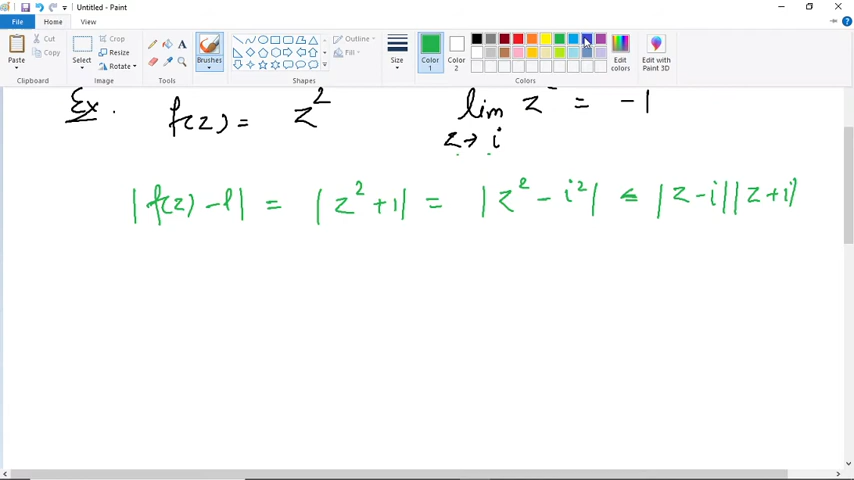 Untitled - Paint
File Home View
Paste Cut Copy Clipboard
Select Crop Resize Rotate Image
Tools
Brushes
Shapes Outline Fill
Size
Color 1 Color 2 Colors
Edit colors
Edit with Paint 3D
Ex. f(z) = z² lim z→i z² = -1
|f(z) - l| = |z² + 1| = |z² - i²| ≤ |z - i||z + i|